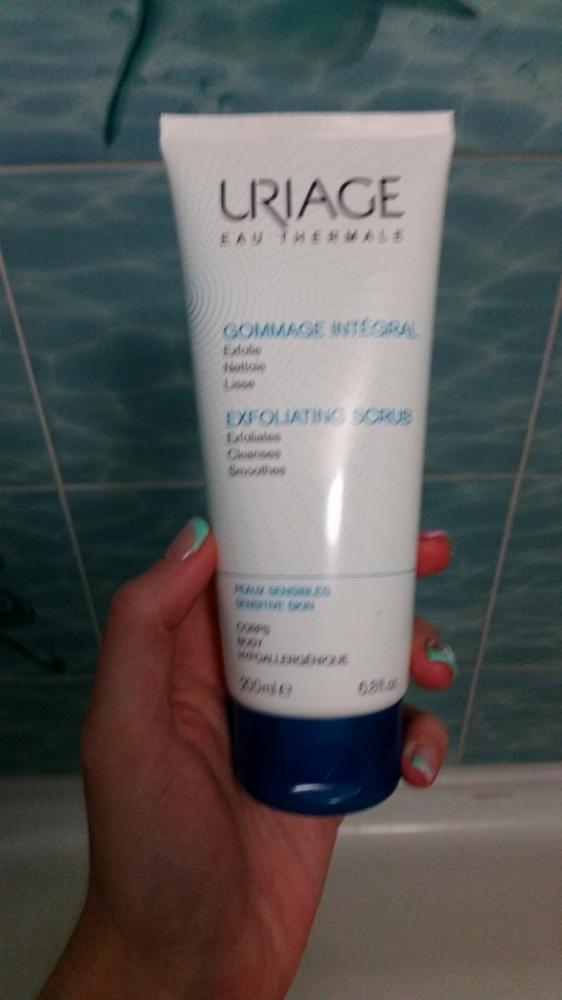 URIAGE
EAU THERMALE
GOMMAGE INTÉGRAL
Exfolie
Nettoie
Lisse
EXFOLIATING SCRUB
Exfoliates
Cleanses
Smoothes
PEAUX SENSIBLES
SENSITIVE SKIN
CORPS
BODY
HYPOALLERGÉNIQUE
200ml e 6.8fl.oz.